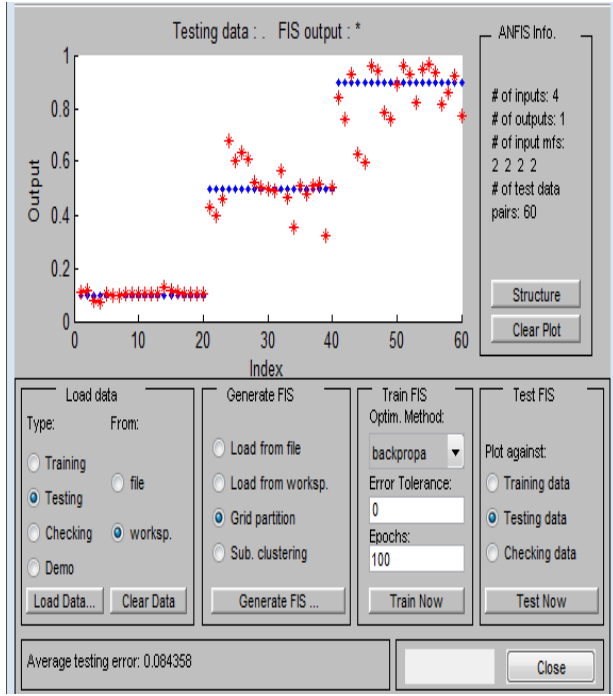 Testing data : .   FIS output : *
1
0.8
0.6
0.4
0.2
0
Output
0 10 20 30 40 50 60
Index
ANFIS Info.
# of inputs: 4
# of outputs: 1
# of input mfs:
2 2 2 2
# of test data
pairs: 60
Structure
Clear Plot
Load data
Type: From:
Training
Testing
Checking
Demo
file
worksp.
Load Data...
Clear Data
Generate FIS
Load from file
Load from worksp.
Grid partition
Sub. clustering
Generate FIS ...
Train FIS
Optim. Method:
backpropa
Error Tolerance:
0
Epochs:
100
Train Now
Test FIS
Plot against:
Training data
Testing data
Checking data
Test Now
Average testing error: 0.084358
Close